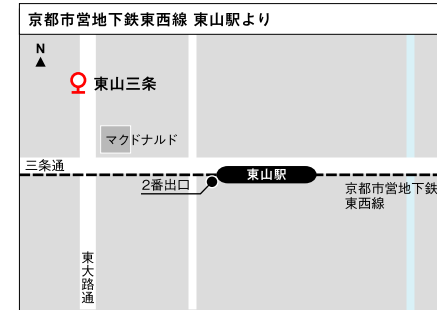 京都市営地下鉄東西線 東山駅より
N
東山三条
マクドナルド
三条通
東山駅
2番出口
京都市営地下鉄
東西線
東大路通